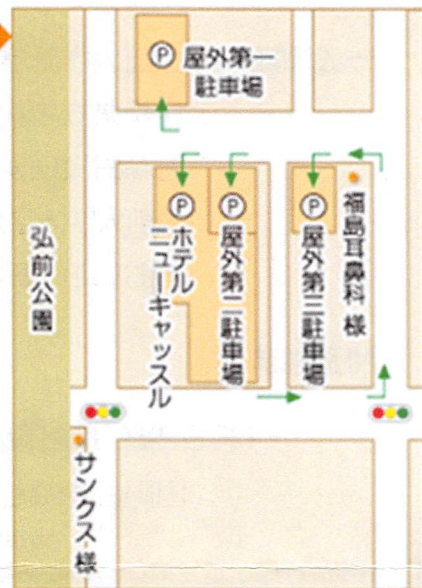 Ⓟ 屋外第一
駐車場
Ⓟ
ホテル
ニューキャッスル
Ⓟ
屋外第二駐車場
Ⓟ
屋外第三駐車場
福島耳鼻科 様
弘前公園
サンクス 様